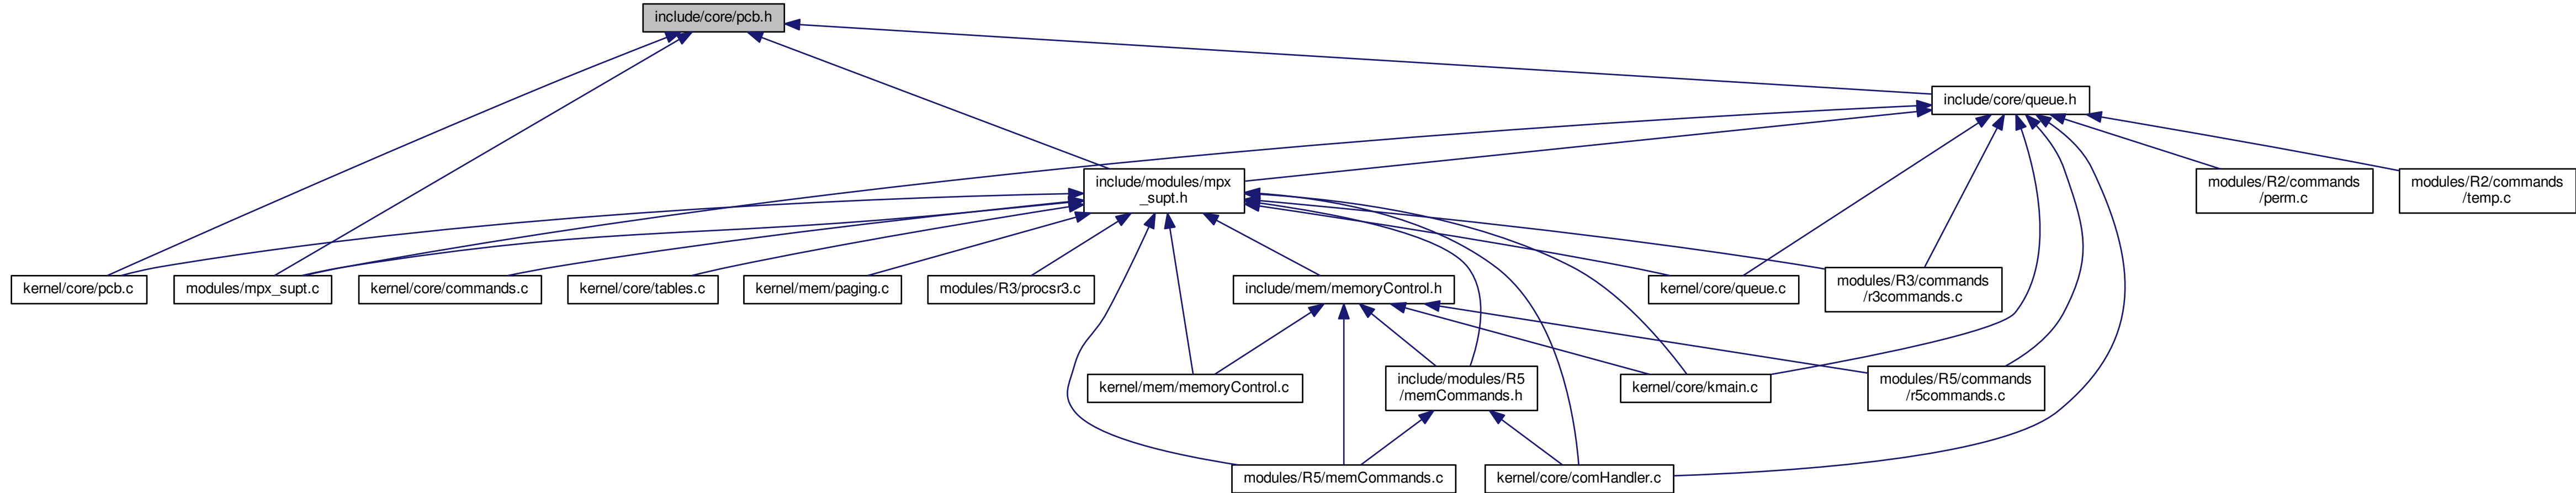 include/core/pcb.h
include/core/queue.h
include/modules/mpx
_supt.h
modules/R2/commands
/perm.c
modules/R2/commands
/temp.c
kernel/core/pcb.c
modules/mpx_supt.c
kernel/core/commands.c
kernel/core/tables.c
kernel/mem/paging.c
modules/R3/procsr3.c
include/mem/memoryControl.h
kernel/core/queue.c
modules/R3/commands
/r3commands.c
kernel/mem/memoryControl.c
include/modules/R5
/memCommands.h
kernel/core/kmain.c
modules/R5/commands
/r5commands.c
modules/R5/memCommands.c
kernel/core/comHandler.c